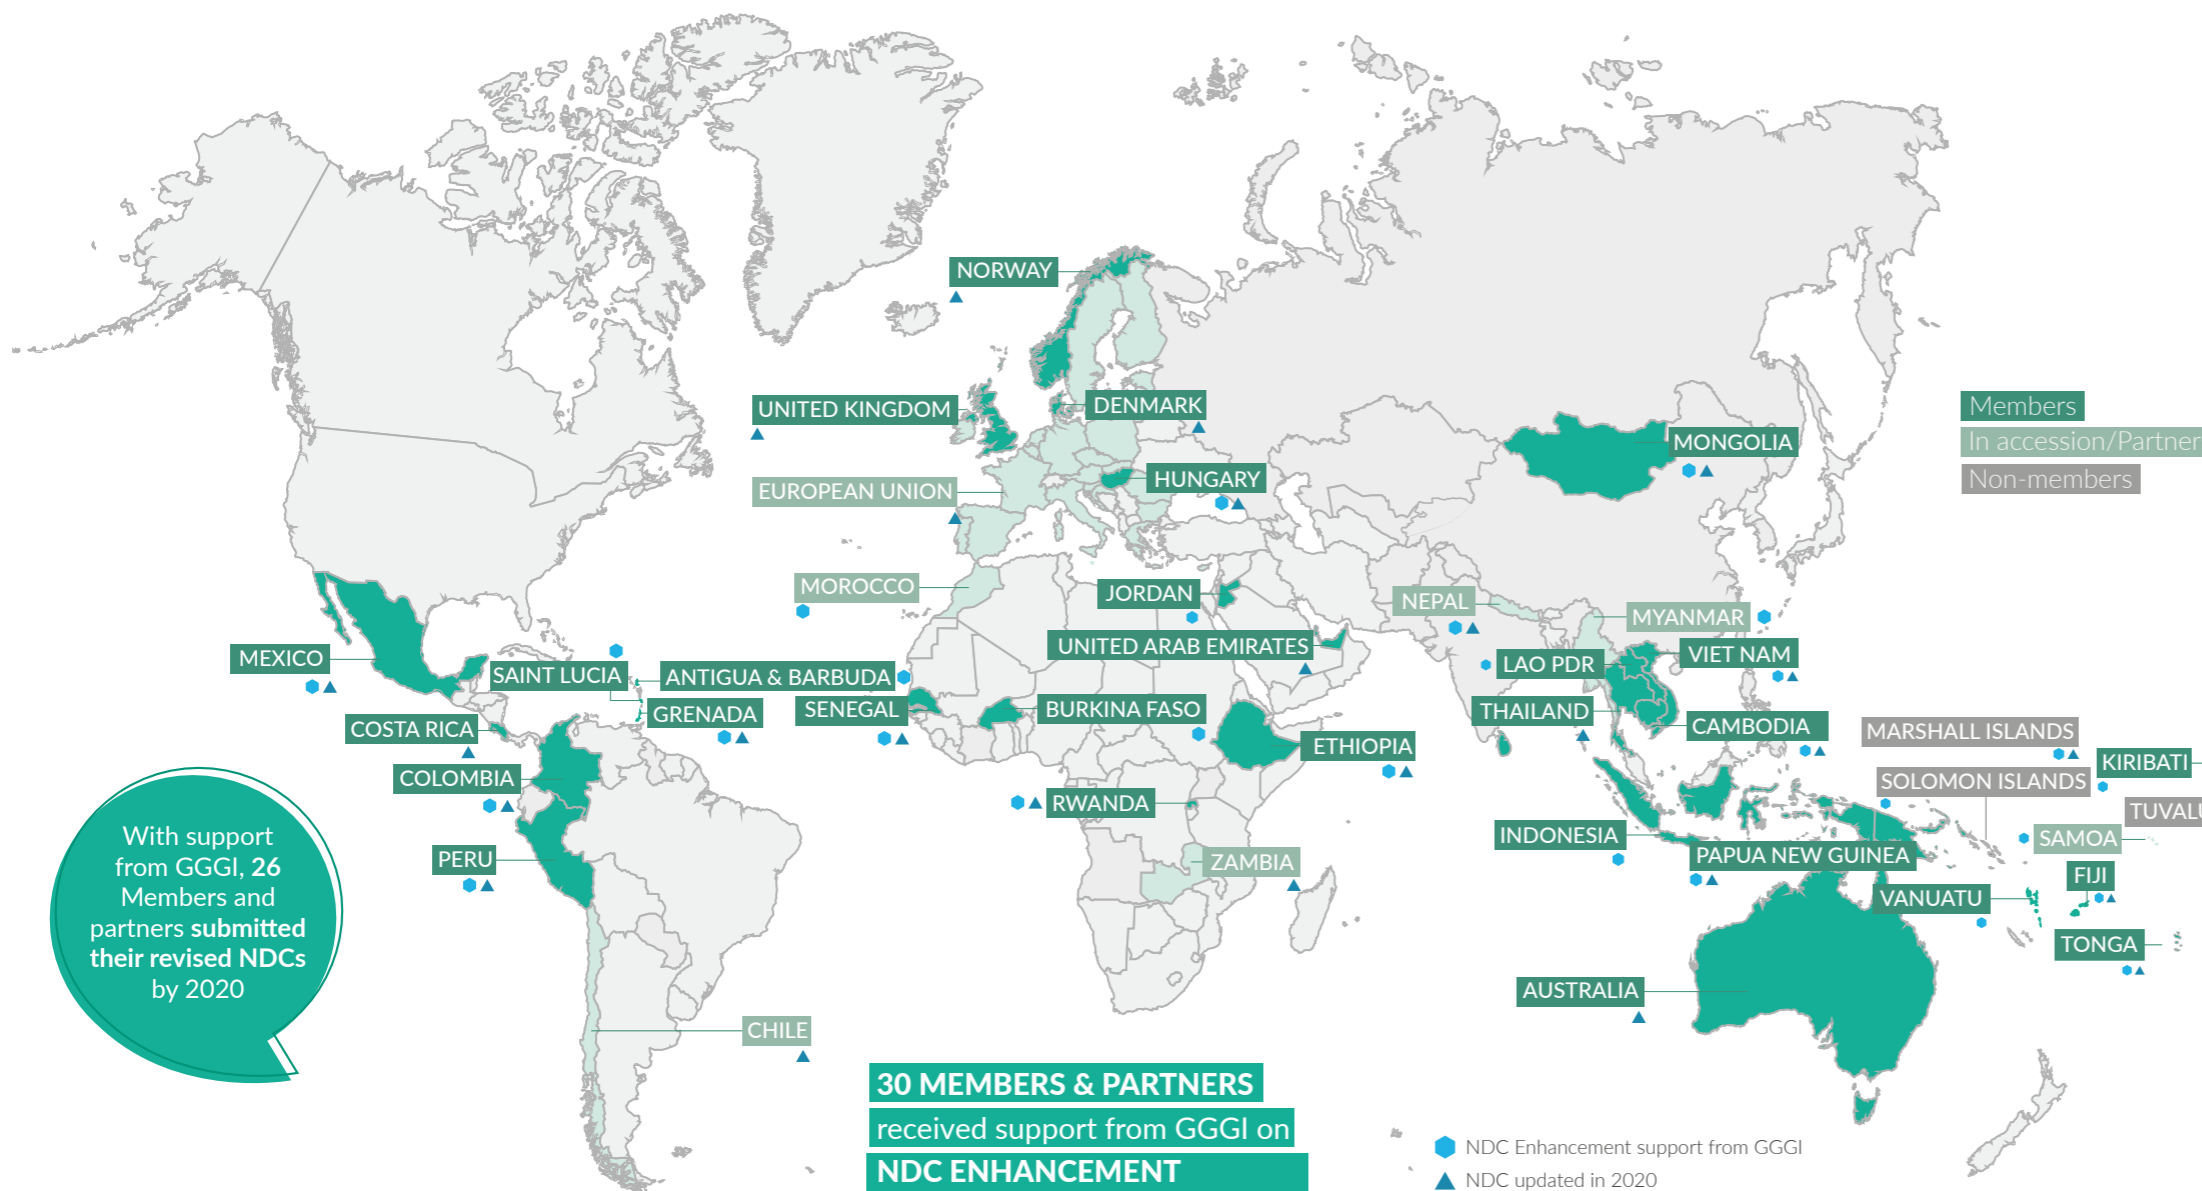 NORWAY
UNITED KINGDOM
DENMARK
Members
In accession/Partner
Non-members
MONGOLIA
EUROPEAN UNION
HUNGARY
MOROCCO
JORDAN
NEPAL
MYANMAR
UNITED ARAB EMIRATES
MEXICO
SAINT LUCIA
ANTIGUA & BARBUDA
LAO PDR
VIET NAM
GRENADA
SENEGAL
BURKINA FASO
THAILAND
COSTA RICA
CAMBODIA
MARSHALL ISLANDS
ETHIOPIA
KIRIBATI
COLOMBIA
SOLOMON ISLANDS
RWANDA
TUVALU
INDONESIA
SAMOA
PERU
ZAMBIA
PAPUA NEW GUINEA
FIJI
VANUATU
TONGA
AUSTRALIA
CHILE
With support
from GGGI, 26
Members and
partners submitted
their revised NDCs
by 2020
30 MEMBERS & PARTNERS
received support from GGGI on
NDC ENHANCEMENT
NDC Enhancement support from GGGI
NDC updated in 2020